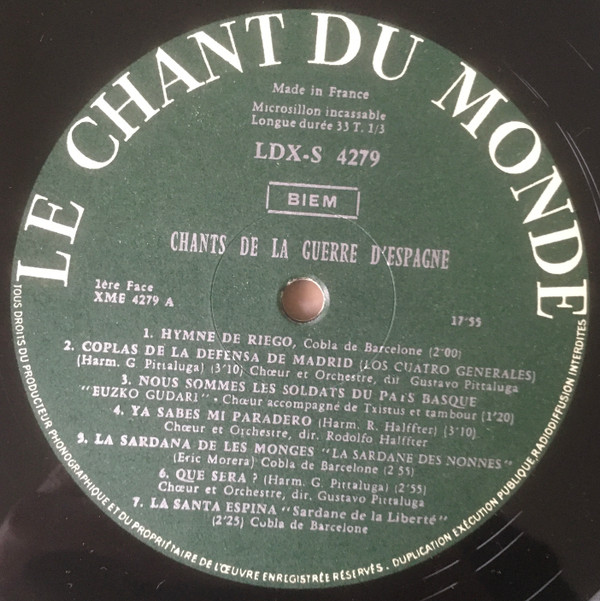 LE CHANT DU MONDE
Made in France
Microsillon incassable
Longue durée 33 T. 1/3
LDX-S 4279
BIEM
CHANTS DE LA GUERRE D'ESPAGNE
1ère Face
XME 4279 A
17'55
1. HYMNE DE RIEGO, Cobla de Barcelone (2'00)
2. COPLAS DE LA DEFENSA DE MADRID (LOS CUATRO GENERALES)
(Harm. G. Pittaluga) (3'10) Chœur et Orchestre, dir. Gustavo Pittaluga
3. NOUS SOMMES LES SOLDATS DU PAYS BASQUE
"EUZKO GUDARI" - Chœur accompagné de Txistus et tambour (1'20)
4. YA SABES MI PARADERO (Harm. R. Halffter) (3'10)
Chœur et Orchestre, dir. Rodolfo Halffter
5. LA SARDANA DE LES MONGES "LA SARDANE DES NONNES"
(Eric Morera) Cobla de Barcelone (2 55)
6. QUE SERA ? (Harm. G. Pittaluga) (2'55)
Chœur et Orchestre, dir. Gustavo Pittaluga
7. LA SANTA ESPINA "Sardane de la Liberté"
(2'25) Cobla de Barcelone
TOUS DROITS DU PRODUCTEUR PHONOGRAPHIQUE ET DU PROPRIÉTAIRE DE L'ŒUVRE ENREGISTRÉE RÉSERVÉS. DUPLICATION EXÉCUTION PUBLIQUE, RADIODIFFUSION INTERDITES